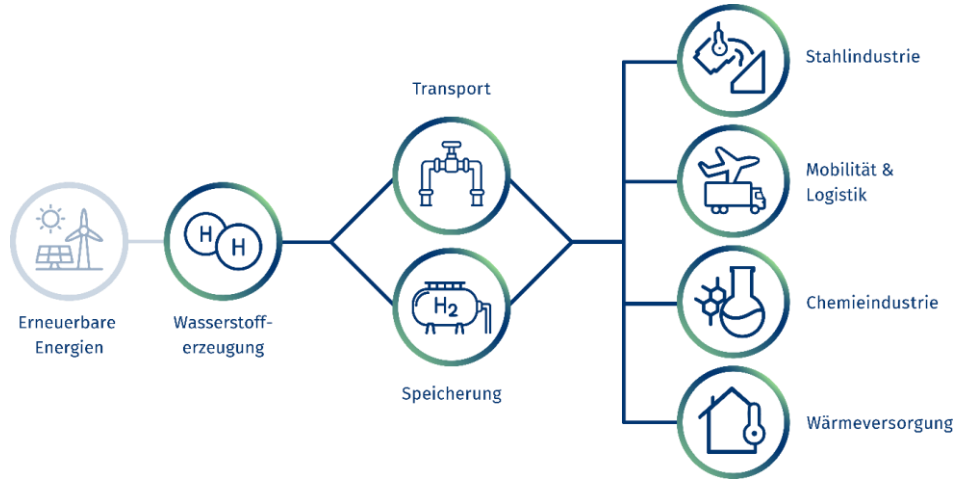 Erneuerbare
Energien
Wasserstoff-
erzeugung
H H
Transport
H2
Speicherung
Stahlindustrie
Mobilität &
Logistik
Chemieindustrie
Wärmeversorgung